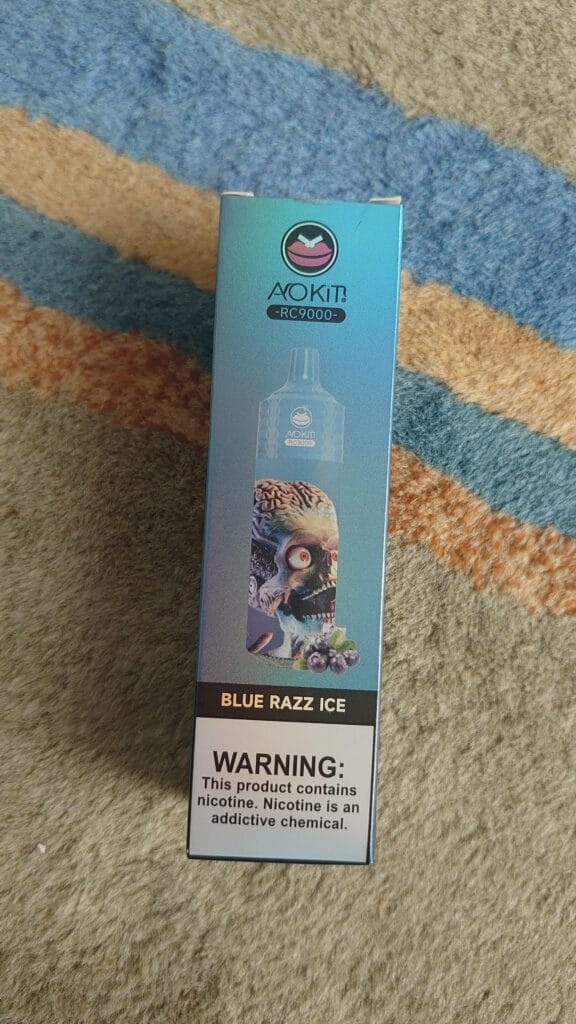 AOKIT
-RC9000-
AOKIT
RC9000
BLUE RAZZ ICE
WARNING:
This product contains
nicotine. Nicotine is an
addictive chemical.